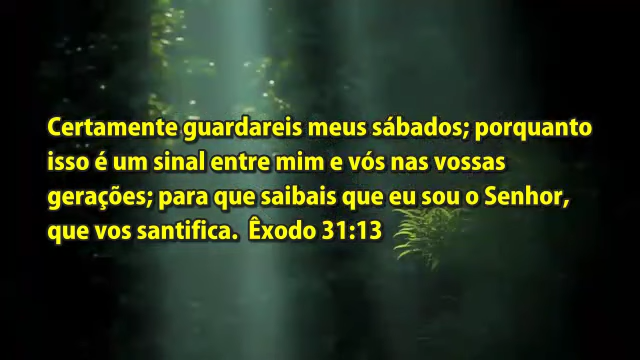 Certamente guardareis meus sábados; porquanto
isso é um sinal entre mim e vós nas vossas
gerações; para que saibais que eu sou o Senhor,
que vos santifica.  Êxodo 31:13